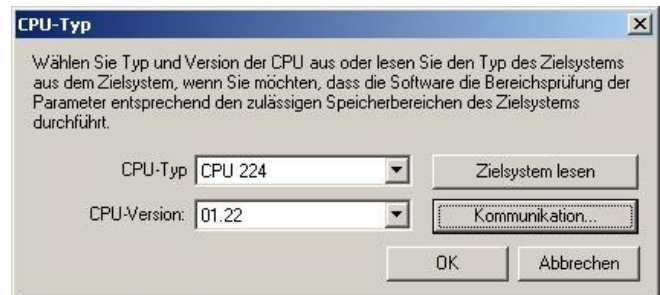 CPU-Typ
Wählen Sie Typ und Version der CPU aus oder lesen Sie den Typ des Zielsystems
aus dem Zielsystem, wenn Sie möchten, dass die Software die Bereichsprüfung der
Parameter entsprechend den zulässigen Speicherbereichen des Zielsystems
durchführt.
CPU-Typ CPU 224 Zielsystem lesen
CPU-Version: 01.22 Kommunikation...
OK Abbrechen